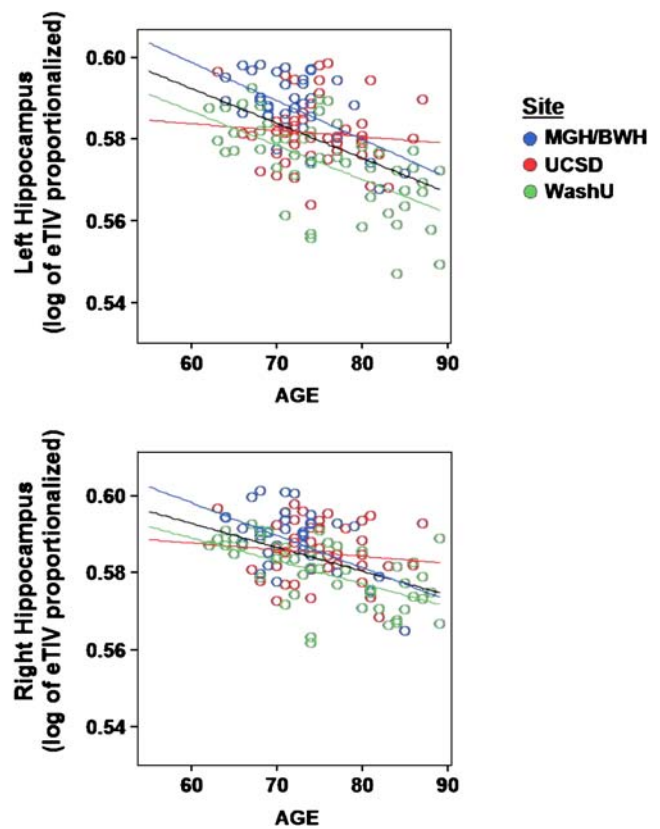 Left Hippocampus
(log of eTIV proportionalized)
0.60
0.58
0.56
0.54
60 70 80 90
AGE
Site
MGH/BWH
UCSD
WashU
Right Hippocampus
(log of eTIV proportionalized)
0.60
0.58
0.56
0.54
60 70 80 90
AGE